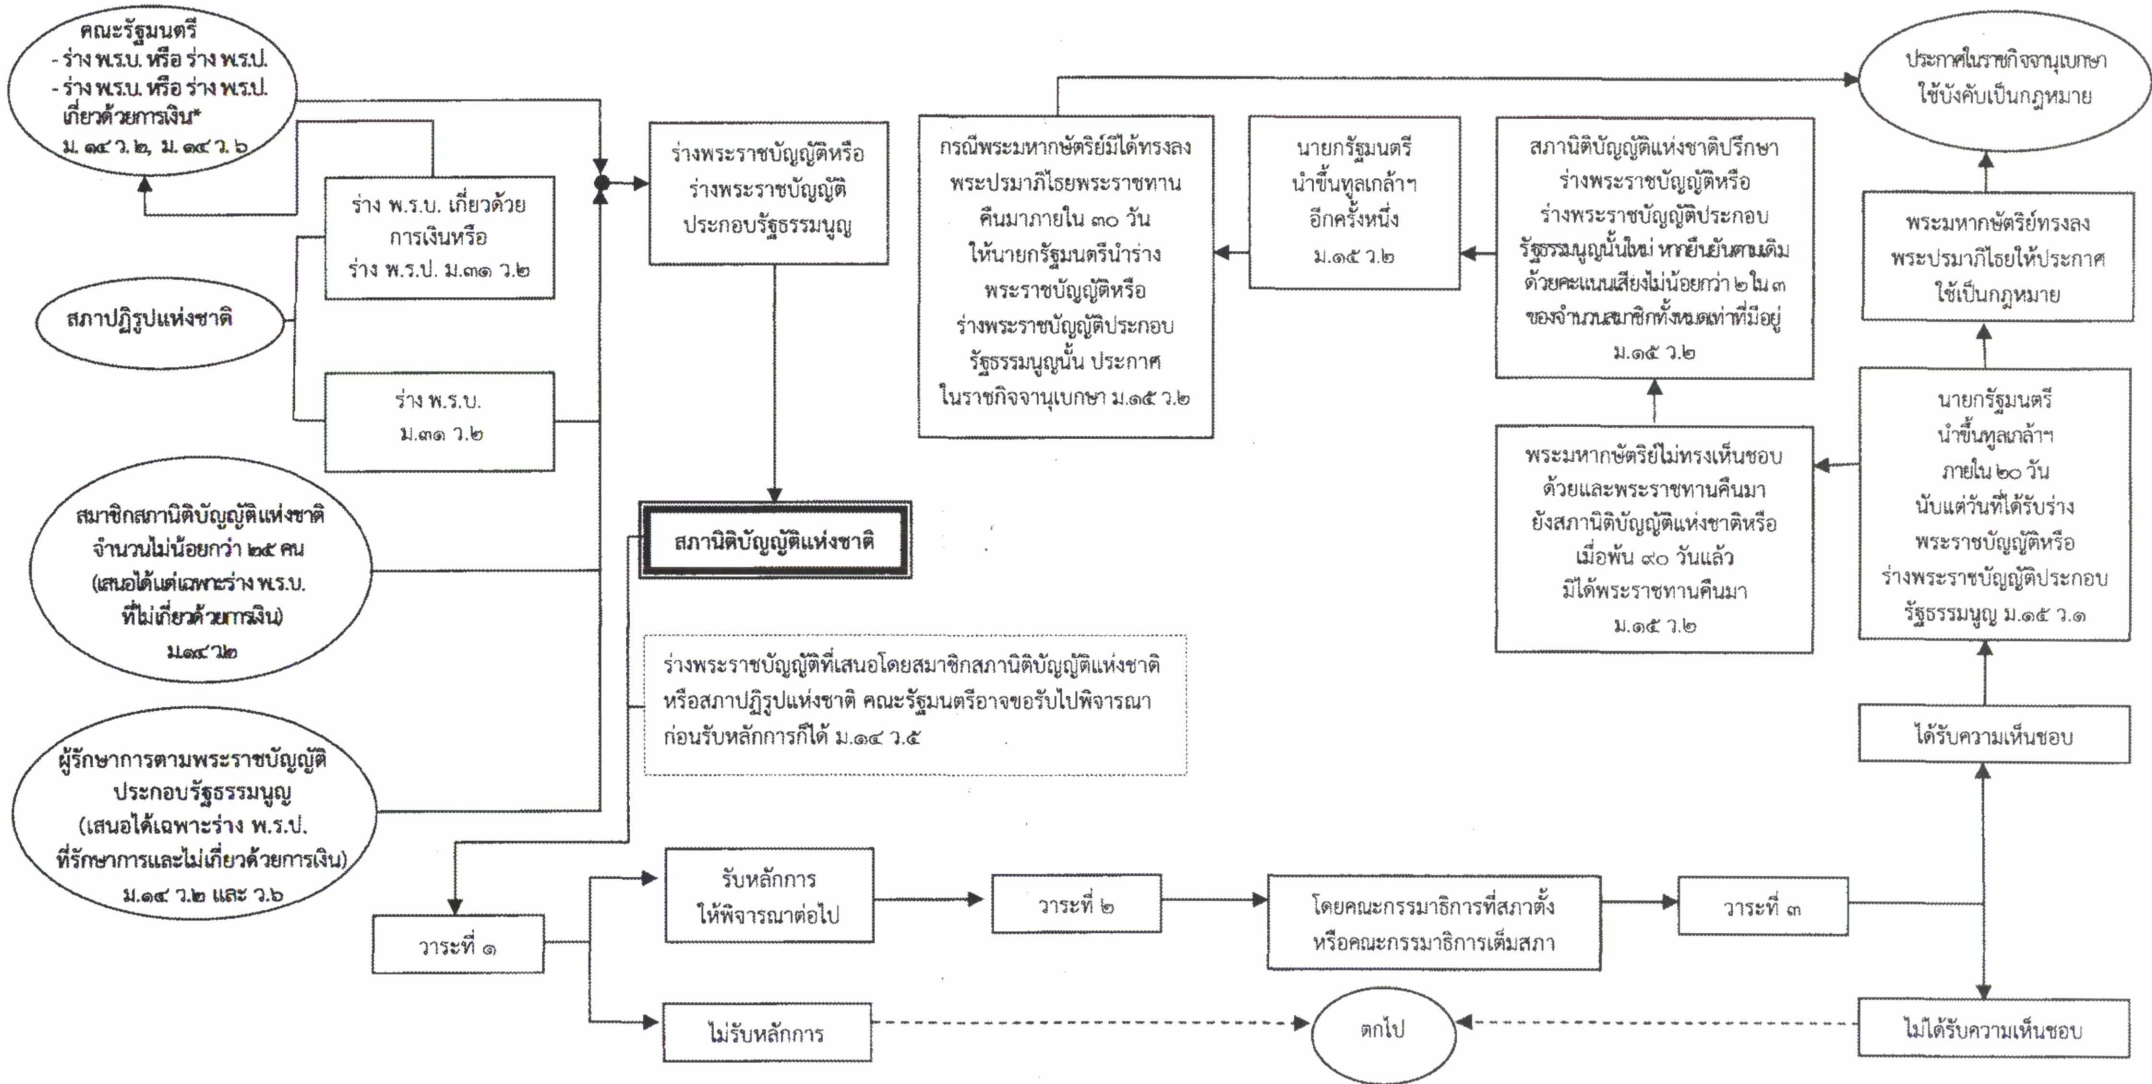 คณะรัฐมนตรี
- ร่าง พ.ร.บ. หรือ ร่าง พ.ร.ป.
- ร่าง พ.ร.บ. หรือ ร่าง พ.ร.ป.
เกี่ยวด้วยการเงิน*
ม. ๑๔ ว. ๒, ม. ๑๔ ว. ๖
ร่าง พ.ร.บ. เกี่ยวด้วย
การเงินหรือ
ร่าง พ.ร.ป. ม.๓๑ ว.๒
สภาปฏิรูปแห่งชาติ
ร่าง พ.ร.บ.
ม.๓๑ ว.๒
สมาชิกสภานิติบัญญัติแห่งชาติ
จำนวนไม่น้อยกว่า ๒๕ คน
(เสนอได้แต่เฉพาะร่าง พ.ร.บ.
ที่ไม่เกี่ยวด้วยการเงิน)
ม.๑๔ ว.๒
ผู้รักษาการตามพระราชบัญญัติ
ประกอบรัฐธรรมนูญ
(เสนอได้เฉพาะร่าง พ.ร.ป.
ที่รักษาการและไม่เกี่ยวด้วยการเงิน)
ม.๑๔ ว.๒ และ ว.๖
ร่างพระราชบัญญัติหรือ
ร่างพระราชบัญญัติ
ประกอบรัฐธรรมนูญ
สภานิติบัญญัติแห่งชาติ
ร่างพระราชบัญญัติที่เสนอโดยสมาชิกสภานิติบัญญัติแห่งชาติ
หรือสภาปฏิรูปแห่งชาติ คณะรัฐมนตรีอาจขอรับไปพิจารณา
ก่อนรับหลักการก็ได้ ม.๑๔ ว.๕
วาระที่ ๑
รับหลักการ
ให้พิจารณาต่อไป
ไม่รับหลักการ
วาระที่ ๒
โดยคณะกรรมาธิการที่สภาตั้ง
หรือคณะกรรมาธิการเต็มสภา
วาระที่ ๓
ตกไป
ได้รับความเห็นชอบ
ไม่ได้รับความเห็นชอบ
นายกรัฐมนตรี
นำขึ้นทูลเกล้าฯ
ภายใน ๒๐ วัน
นับแต่วันที่ได้รับร่าง
พระราชบัญญัติหรือ
ร่างพระราชบัญญัติประกอบ
รัฐธรรมนูญ ม.๑๕ ว.๑
พระมหากษัตริย์ทรงลง
พระปรมาภิไธยให้ประกาศ
ใช้เป็นกฎหมาย
ประกาศในราชกิจจานุเบกษา
ใช้บังคับเป็นกฎหมาย
พระมหากษัตริย์ไม่ทรงเห็นชอบ
ด้วยและพระราชทานคืนมา
ยังสภานิติบัญญัติแห่งชาติหรือ
เมื่อพ้น ๙๐ วันแล้ว
มิได้พระราชทานคืนมา
ม.๑๕ ว.๒
สภานิติบัญญัติแห่งชาติปรึกษา
ร่างพระราชบัญญัติหรือ
ร่างพระราชบัญญัติประกอบ
รัฐธรรมนูญนั้นใหม่ หากยืนยันตามเดิม
ด้วยคะแนนเสียงไม่น้อยกว่า ๒ ใน ๓
ของจำนวนสมาชิกทั้งหมดเท่าที่มีอยู่
ม.๑๕ ว.๒
นายกรัฐมนตรี
นำขึ้นทูลเกล้าฯ
อีกครั้งหนึ่ง
ม.๑๕ ว.๒
กรณีพระมหากษัตริย์มิได้ทรงลง
พระปรมาภิไธยพระราชทาน
คืนมาภายใน ๓๐ วัน
ให้นายกรัฐมนตรีนำร่าง
พระราชบัญญัติหรือ
ร่างพระราชบัญญัติประกอบ
รัฐธรรมนูญนั้น ประกาศ
ในราชกิจจานุเบกษา ม.๑๕ ว.๒